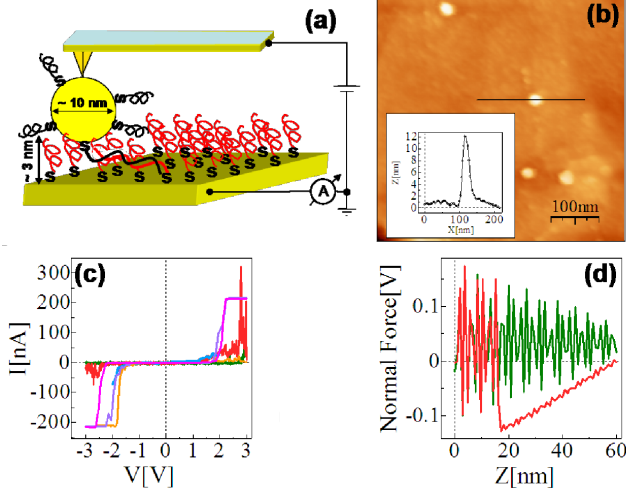 (a)
S
S
S
S
~ 10 nm
~ 3 nm
S
S S S S S S
S S S S S S
S S S S S
A
(b)
12
10
8
6
4
2
0
Z[nm]
0 100 200
X[nm]
100nm
(c)
300
200
100
0
-100
-200
I[nA]
-3 -2 -1 0 1 2 3
V[V]
(d)
0.1
0
-0.1
Normal Force[V]
0 20 40 60
Z[nm]